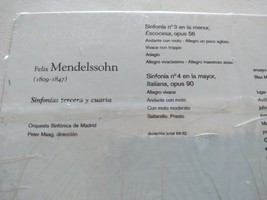 Felix Mendelssohn
(1809-1847)
Sinfonías tercera y cuarta
Orquesta Sinfónica de Madrid
Peter Maag, dirección
Sinfonía nº 3 en la menor,
Escocesa, opus 56
Andante con moto - Allegro un poco agitato
Vivace non troppo
Adagio
Allegro vivacissimo - Allegro maestoso assai
Sinfonía nº 4 en la mayor,
Italiana, opus 90
Allegro vivace
Andante con moto
Con moto moderato
Saltarello. Presto